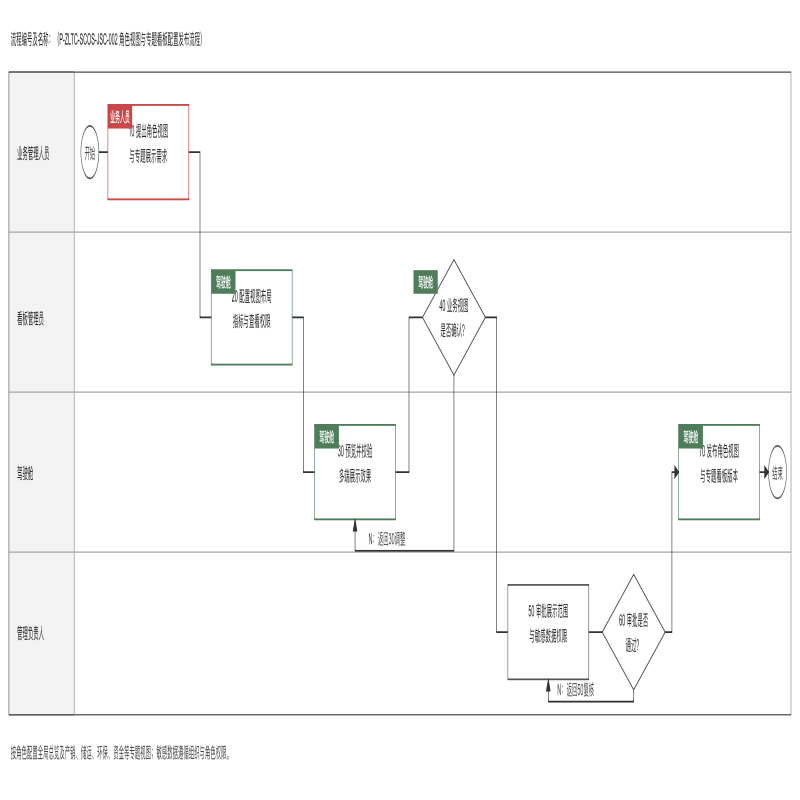 流程编号及名称: (P-ZLTC-SCOS-JSC-002 角色视图与专题看板配置发布流程)
业务管理人员
开始
业务人员
10 提出角色视图
与专题展示需求
看板管理员
驾驶舱
20 配置视图布局
指标与查看权限
驾驶舱
40 业务视图
是否确认?
驾驶舱
驾驶舱
30 预览并校验
多端展示效果
N: 返回30调整
驾驶舱
70 发布角色视图
与专题看板版本
结束
管理负责人
50 审批展示范围
与敏感数据权限
60 审批是否
通过?
N: 返回50复核
按角色配置全局总览及产销、储运、环保、资金等专题视图; 敏感数据遵循组织与角色权限。